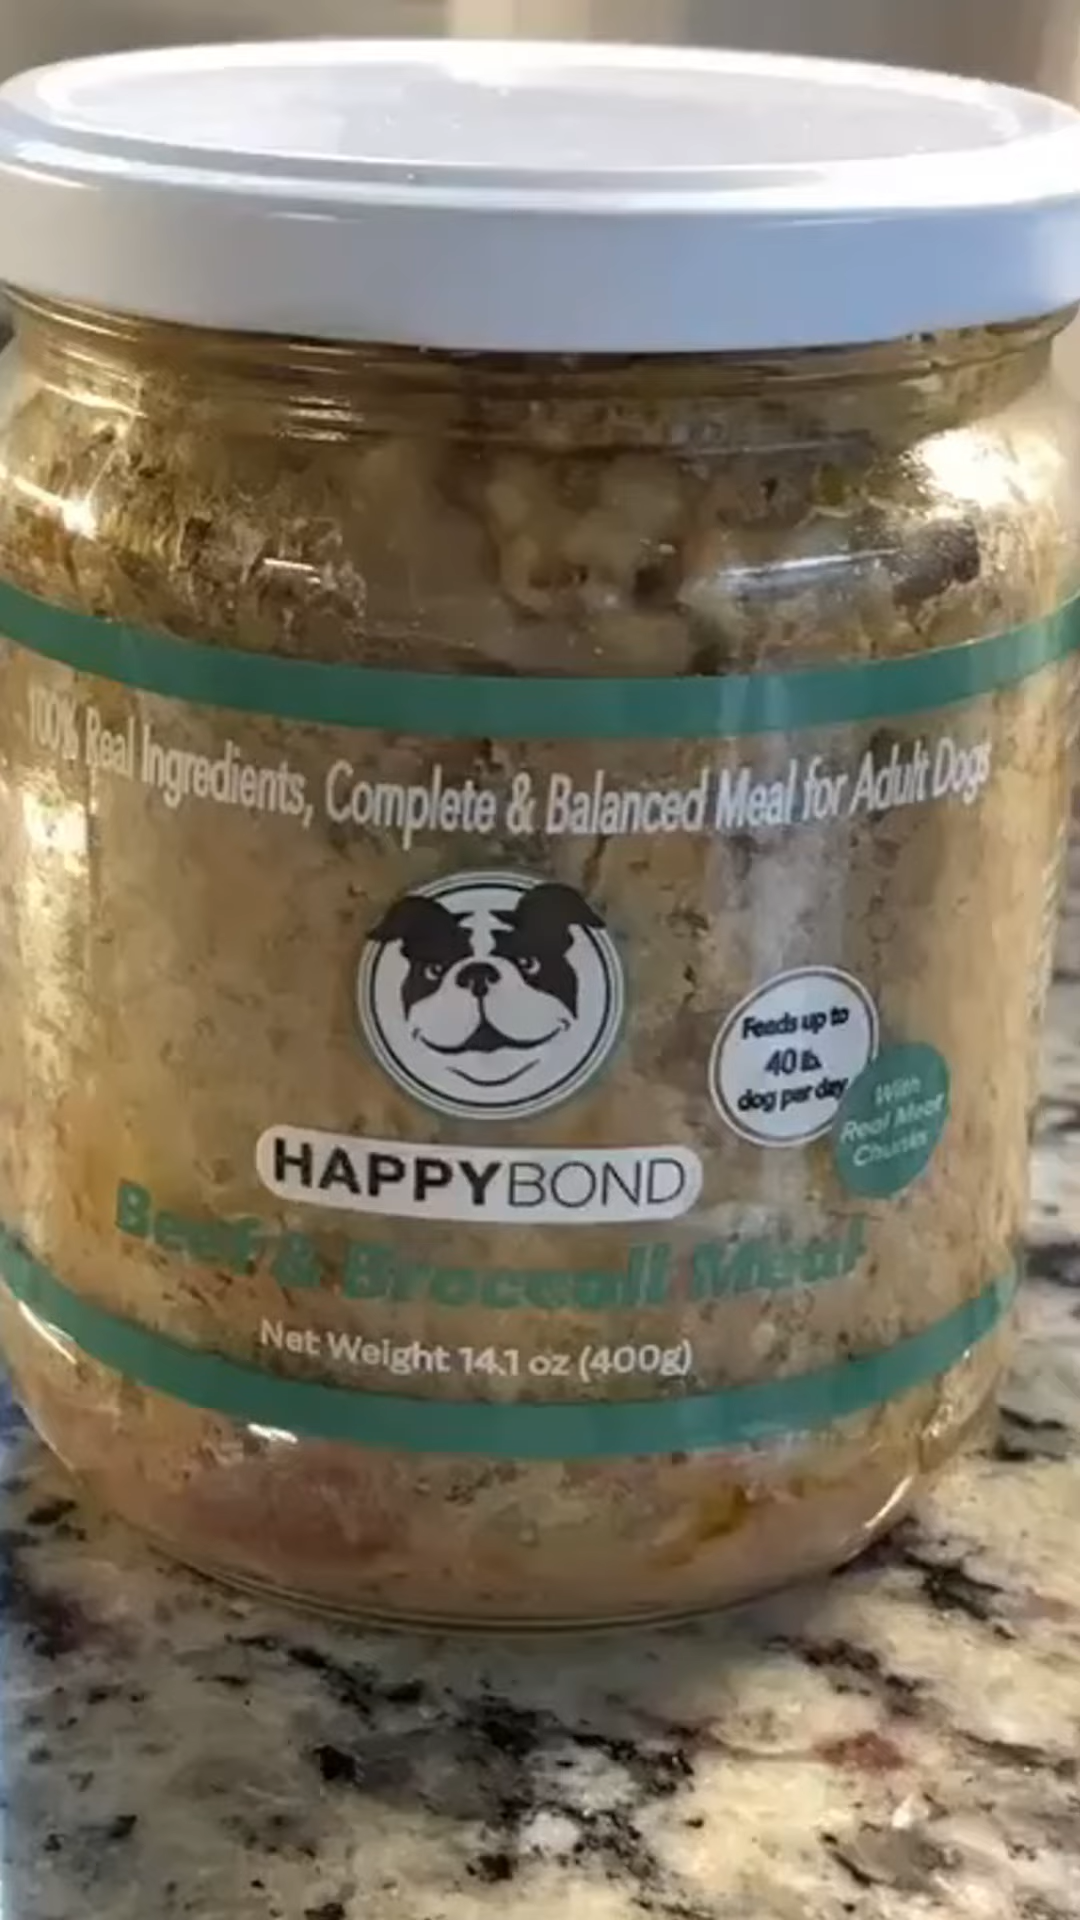 100% Real Ingredients, Complete & Balanced Meal for Adult Dogs
Feeds up to
40 lb.
dog per day
With
Real Meat
Chunks
HAPPYBOND
Beef & Broccoli Meal
Net Weight 14.1 oz (400g)